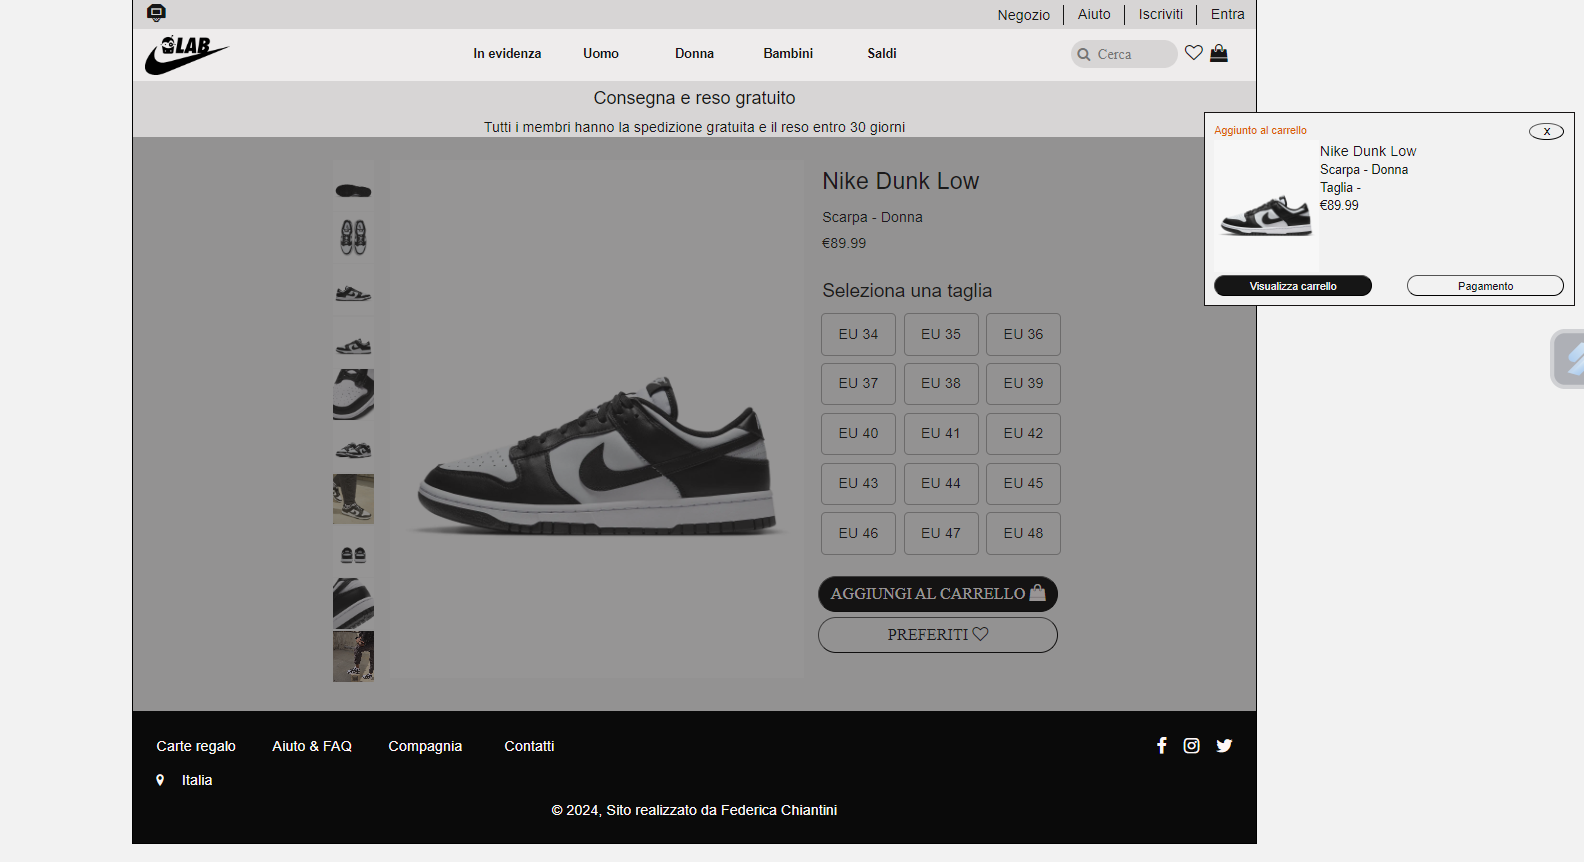 Negozio
Aiuto
Iscriviti
Entra
LAB
In evidenza
Uomo
Donna
Bambini
Saldi
Cerca
Consegna e reso gratuito
Tutti i membri hanno la spedizione gratuita e il reso entro 30 giorni
Aggiunto al carrello
X
Nike Dunk Low
Scarpa - Donna
Taglia -
€89.99
Visualizza carrello
Pagamento
Nike Dunk Low
Scarpa - Donna
€89.99
Seleziona una taglia
EU 34
EU 35
EU 36
EU 37
EU 38
EU 39
EU 40
EU 41
EU 42
EU 43
EU 44
EU 45
EU 46
EU 47
EU 48
AGGIUNGI AL CARRELLO
PREFERITI
Carte regalo
Aiuto & FAQ
Compagnia
Contatti
Italia
© 2024, Sito realizzato da Federica Chiantini